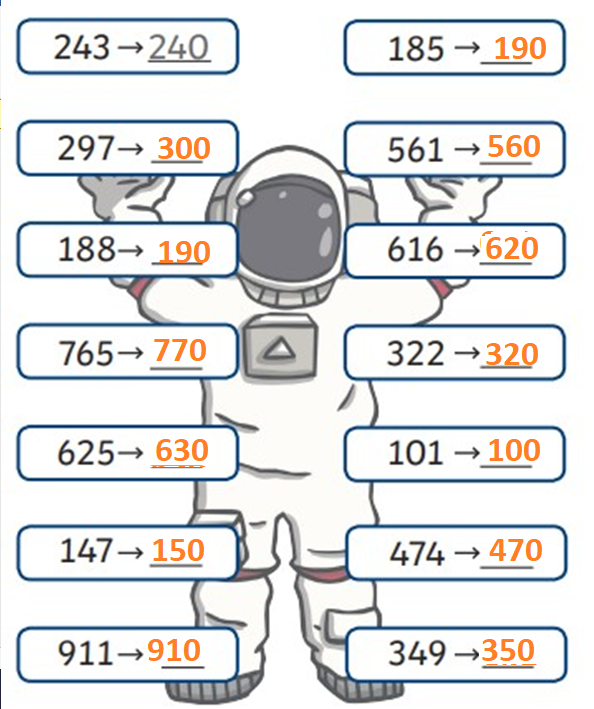 243 → 240
185 → 190
297 → 300
561 → 560
188 → 190
616 → 620
765 → 770
322 → 320
625 → 630
101 → 100
147 → 150
474 → 470
911 → 910
349 → 350